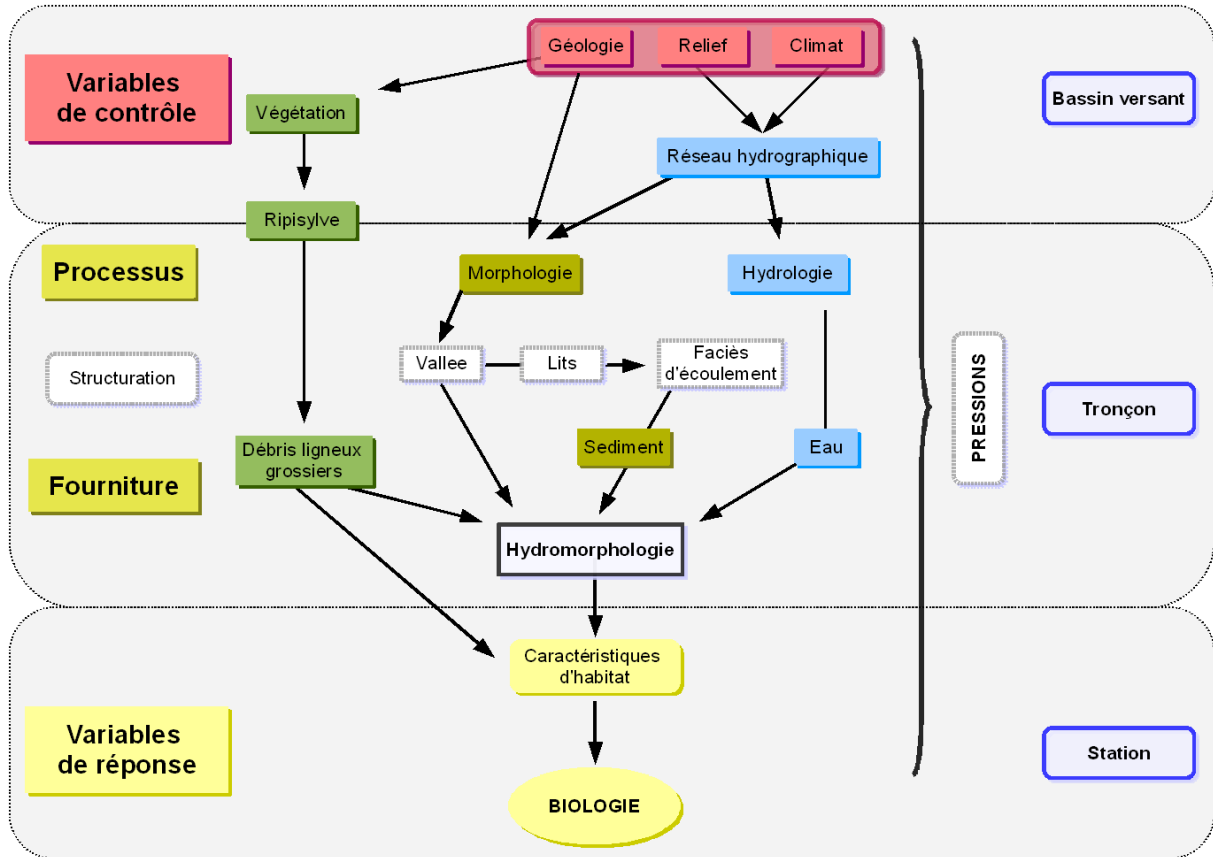 Géologie
Relief
Climat
Variables
de contrôle
Végétation
Bassin versant
Réseau hydrographique
Ripisylve
Processus
Morphologie
Hydrologie
Structuration
Vallee
Lits
Faciès
d'écoulement
PRESSIONS
Tronçon
Débris ligneux
grossiers
Sediment
Eau
Fourniture
Hydromorphologie
Caractéristiques
d'habitat
Variables
de réponse
Station
BIOLOGIE